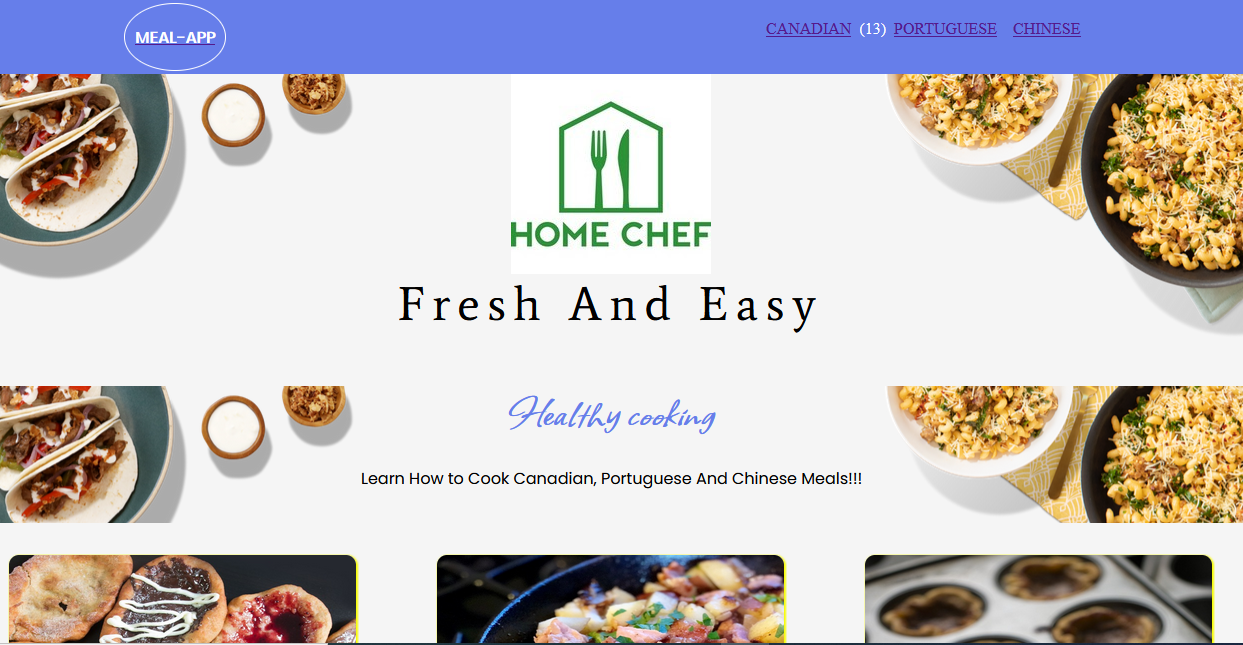 MEAL-APP
CANADIAN (13) PORTUGUESE CHINESE
HOME CHEF
Fresh And Easy
Healthy cooking
Learn How to Cook Canadian, Portuguese And Chinese Meals!!!